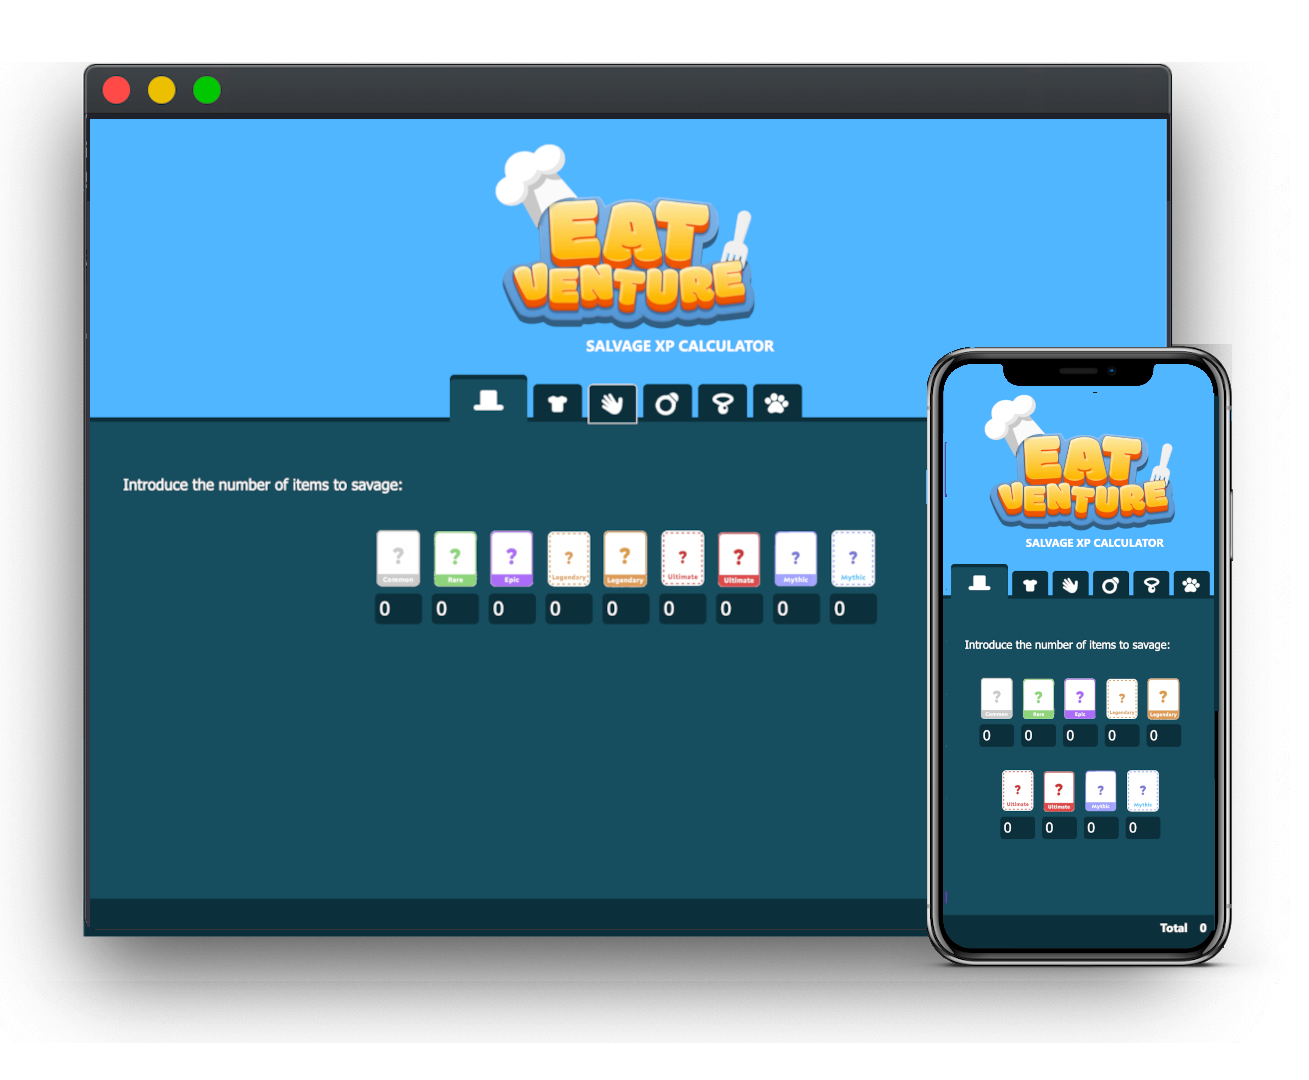 EAT
VENTURE
SALVAGE XP CALCULATOR
Introduce the number of items to savage:
? ? ? ? ? ? ? ? ?
Common Rare Epic Legendary Legendary Ultimate Ultimate Mythic Mythic
0 0 0 0 0 0 0 0 0
EAT
VENTURE
SALVAGE XP CALCULATOR
Introduce the number of items to savage:
? ? ? ? ?
Common Rare Epic Legendary Legendary
0 0 0 0 0
? ? ? ?
Ultimate Ultimate Mythic Mythic
0 0 0 0
Total 0